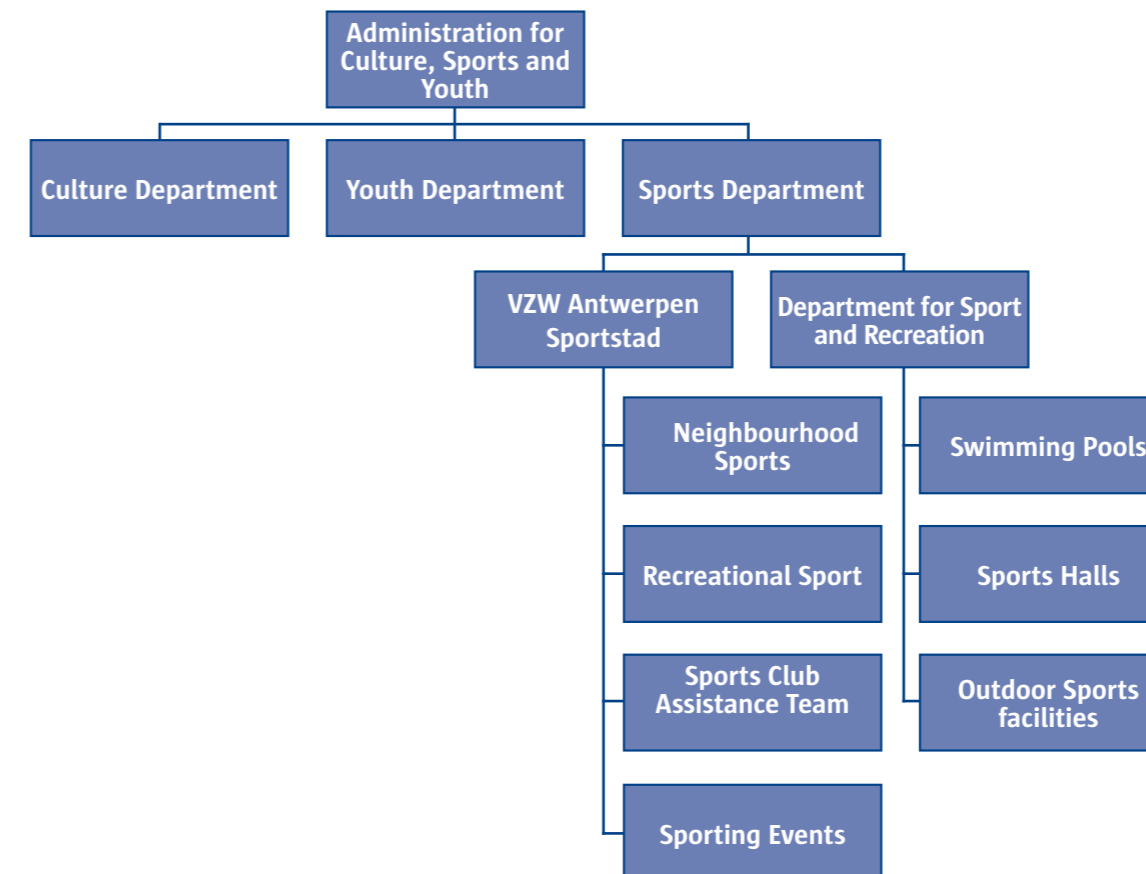 Administration for
Culture, Sports and
Youth
Culture Department
Youth Department
Sports Department
VZW Antwerpen
Sportstad
Department for Sport
and Recreation
Neighbourhood
Sports
Swimming Pools
Recreational Sport
Sports Halls
Sports Club
Assistance Team
Outdoor Sports
facilities
Sporting Events